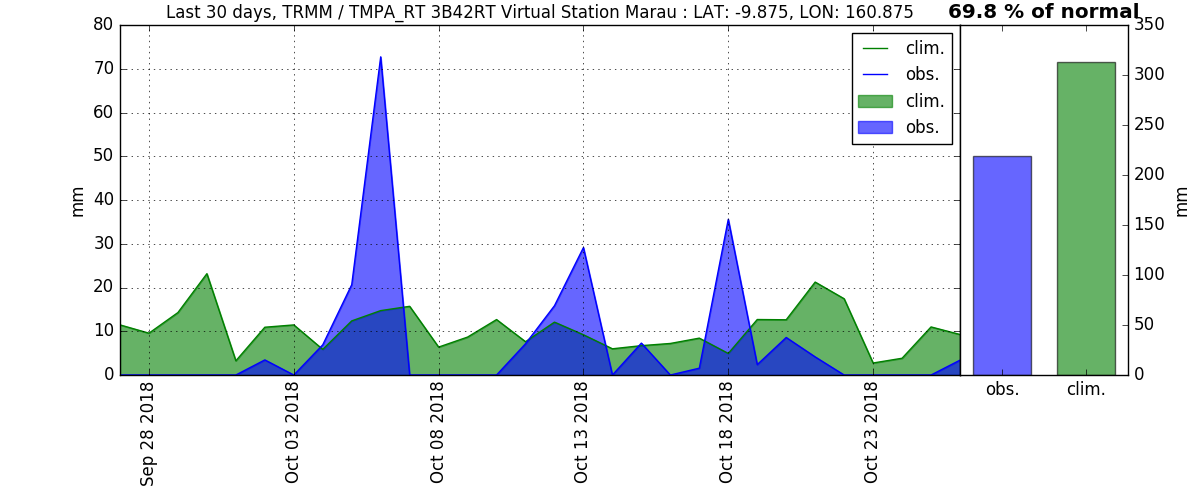 Last 30 days, TRMM / TMPA_RT 3B42RT Virtual Station Marau : LAT: -9.875, LON: 160.875
69.8 % of normal
80
70
60
50
40
30
20
10
0
mm
clim.
obs.
clim.
obs.
Sep 28 2018
Oct 03 2018
Oct 08 2018
Oct 13 2018
Oct 18 2018
Oct 23 2018
350
300
250
200
150
100
50
0
mm
obs.
clim.